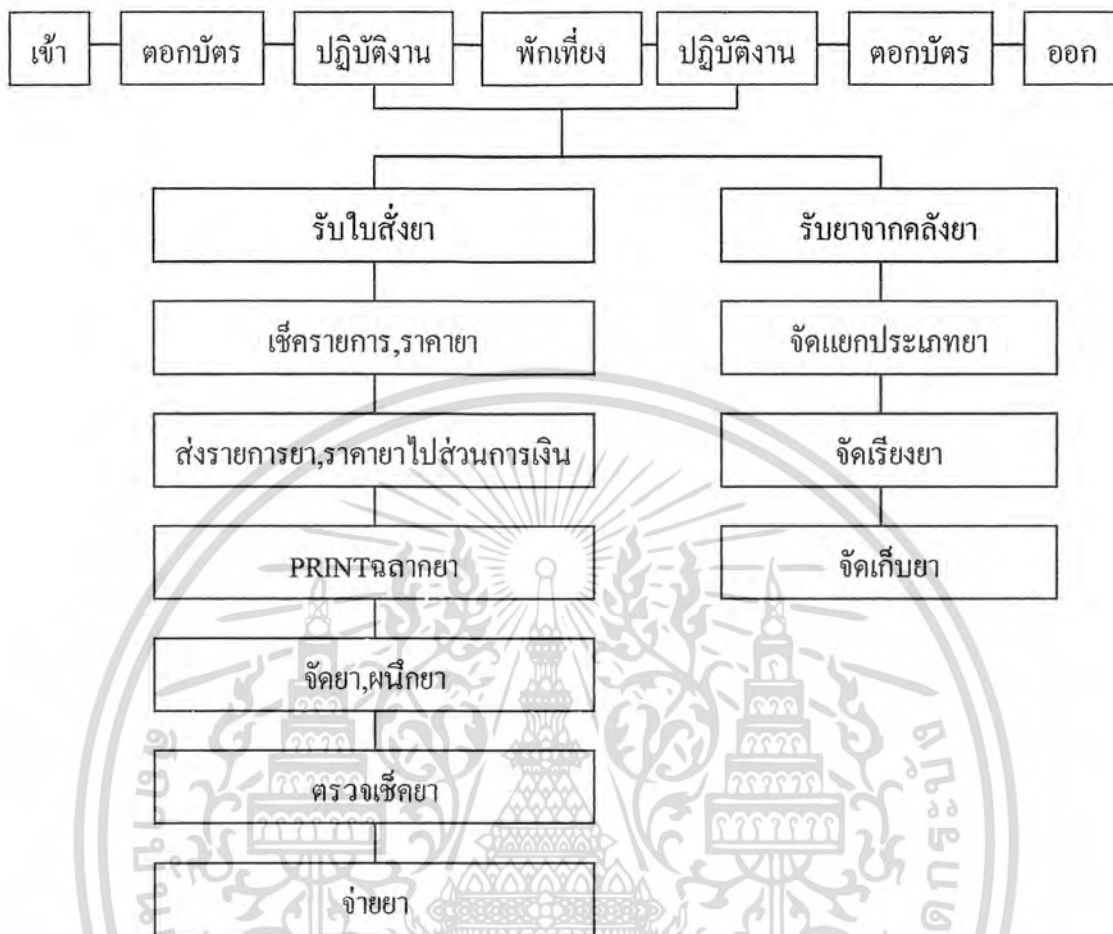 เข้า
ตอกบัตร
ปฏิบัติงาน
พักเที่ยง
ปฏิบัติงาน
ตอกบัตร
ออก
รับใบสั่งยา
รับยาจากคลังยา
เช็ครายการ,ราคายา
จัดแยกประเภทยา
ส่งรายการยา,ราคายาไปส่วนการเงิน
จัดเรียงยา
PRINTฉลากยา
จัดเก็บยา
จัดยา,ผนึกยา
ตรวจเช็คยา
จ่ายยา